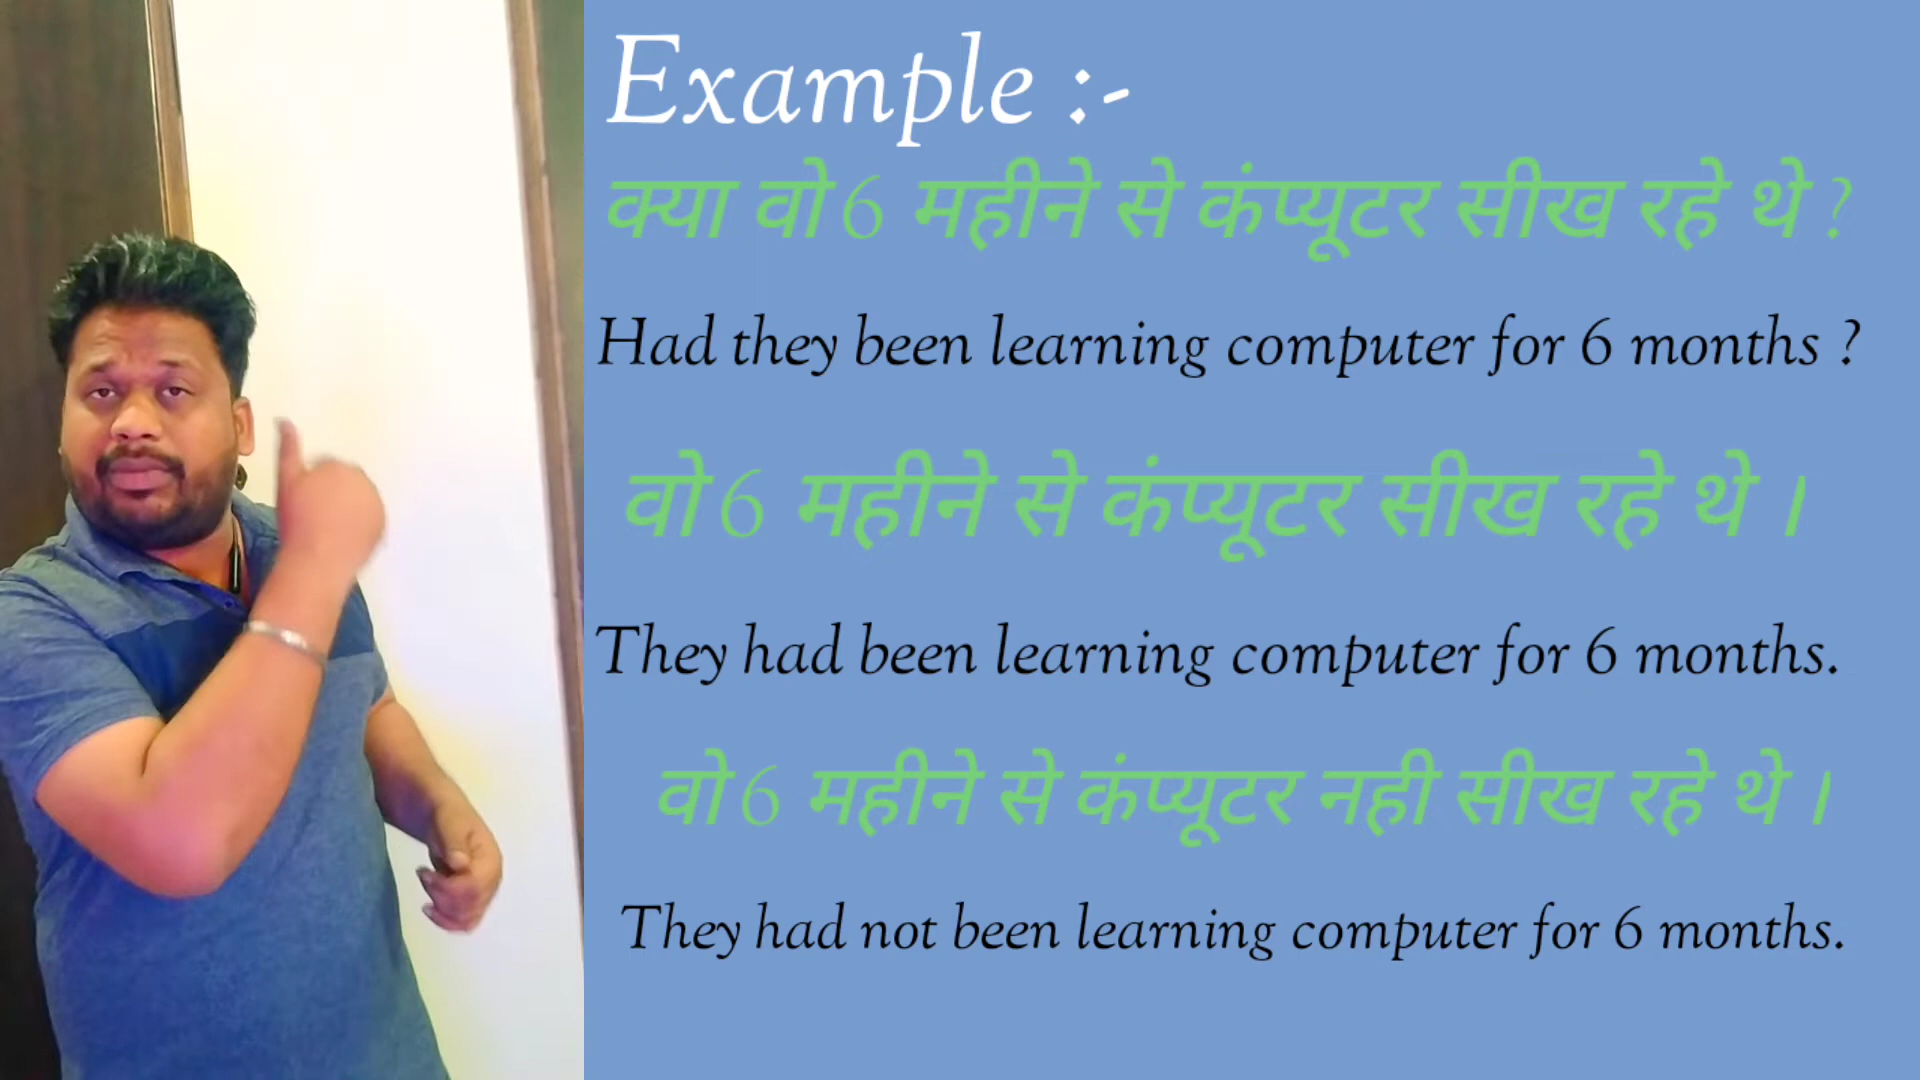 Example :-
क्या वो 6 महीने से कंप्यूटर सीख रहे थे ?
Had they been learning computer for 6 months ?
वो 6 महीने से कंप्यूटर सीख रहे थे ।
They had been learning computer for 6 months.
वो 6 महीने से कंप्यूटर नही सीख रहे थे ।
They had not been learning computer for 6 months.